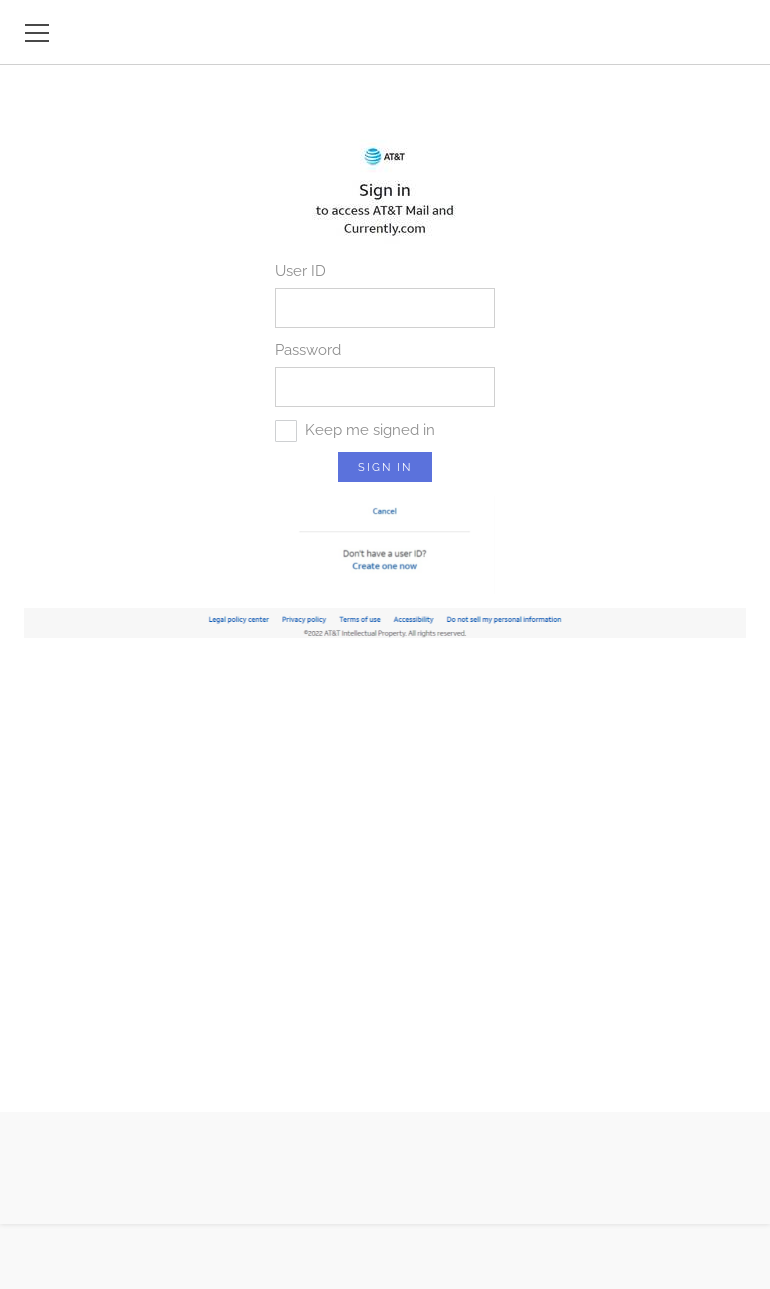 AT&T
Sign in
to access AT&T Mail and
Currently.com
User ID
Password
Keep me signed in
SIGN IN
Cancel
Don't have a user ID?
Create one now
Legal policy center Privacy policy Terms of use Accessibility Do not sell my personal information
©2022 AT&T Intellectual Property. All rights reserved.